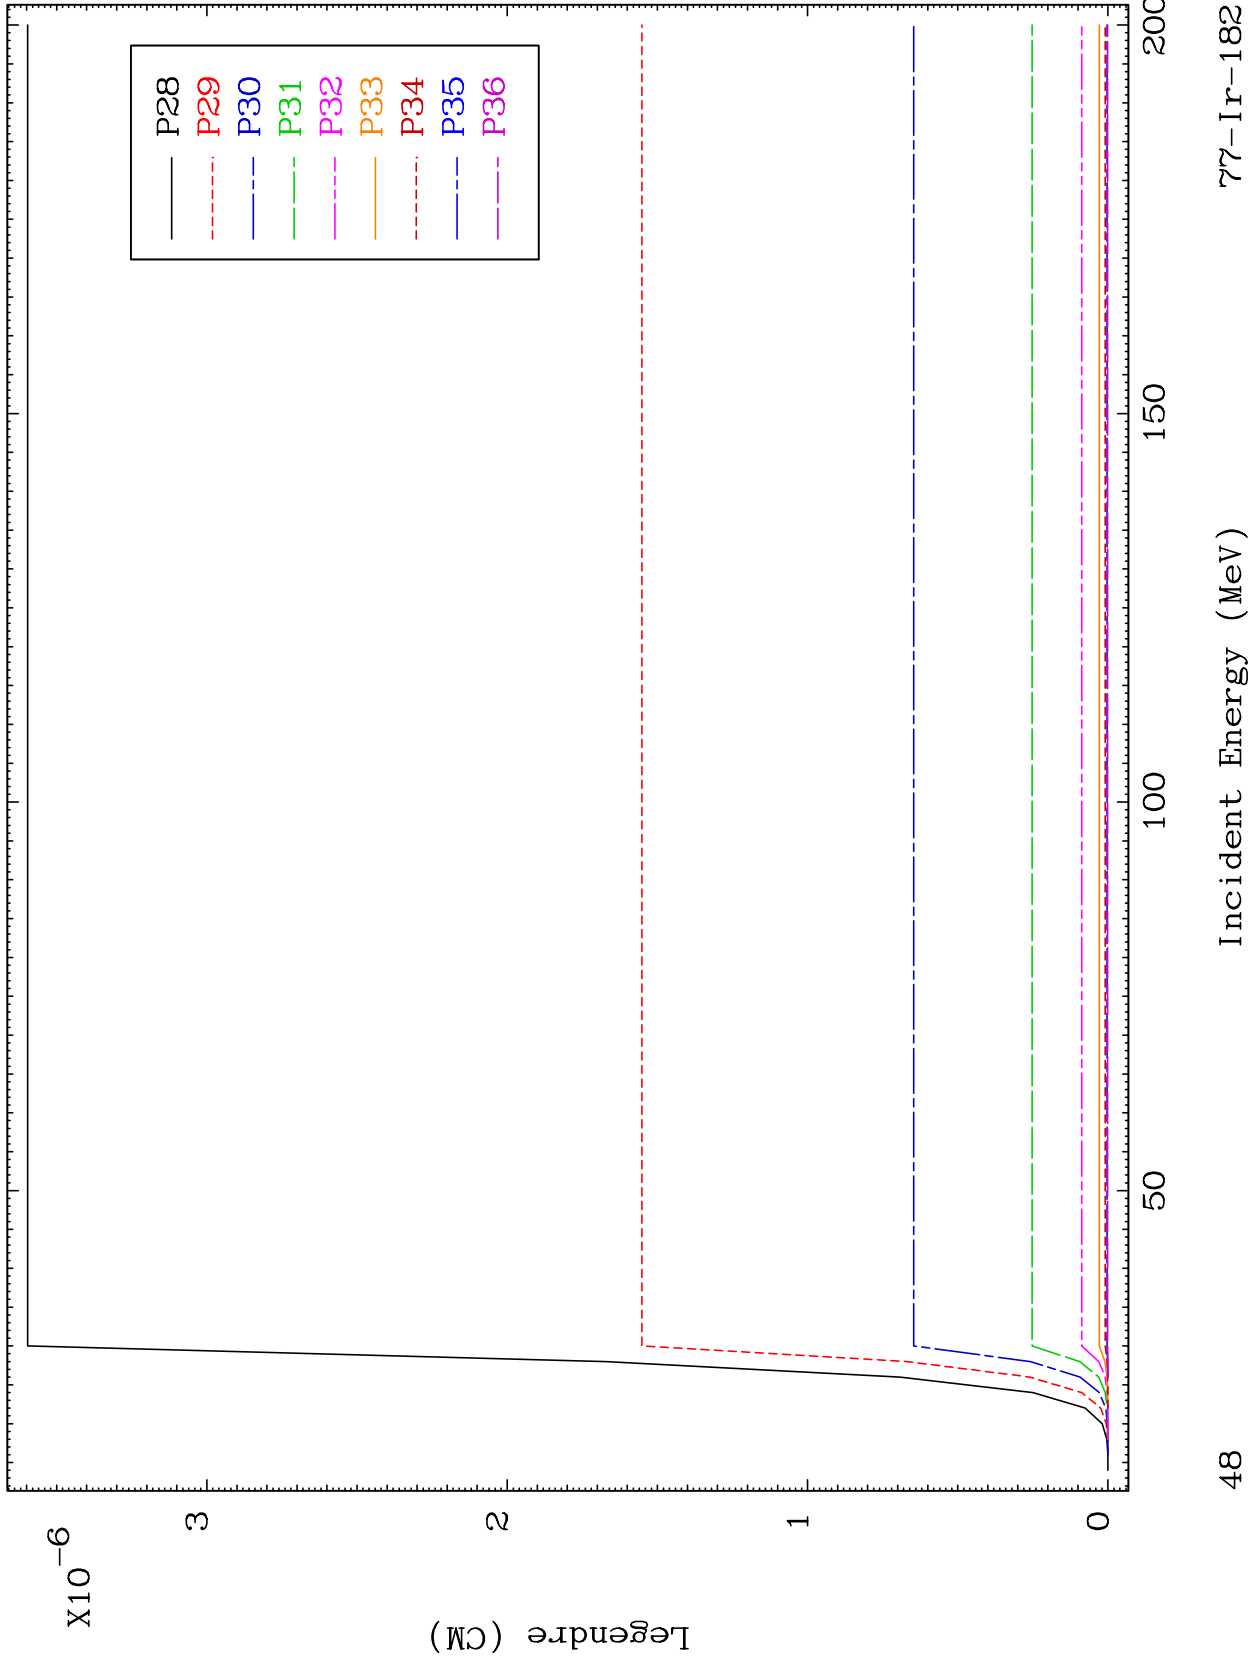 X10-6
Legendre (CM)
3
2
1
0
P28
P29
P30
P31
P32
P33
P34
P35
P36
50
100
150
200
48
Incident Energy (MeV)
77-Ir-182